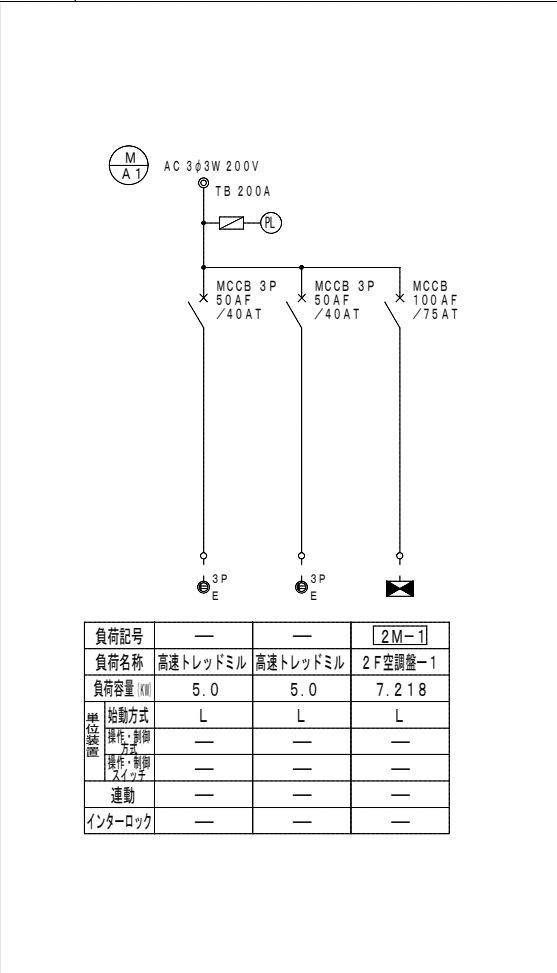 M
A1
AC 3φ3W 200V
TB 200A
PL
MCCB 3P
50AF
/40AT
MCCB 3P
50AF
/40AT
MCCB
100AF
/75AT
3P
E
3P
E
負荷記号 — — 2M-1
負荷名称 高速トレッドミル 高速トレッドミル 2F空調盤-1
負荷容量(KW) 5.0 5.0 7.218
単位装置
始動方式 L L L
操作・制御
方式 — — —
操作・制御
スイッチ — — —
連動 — — —
インターロック — — —